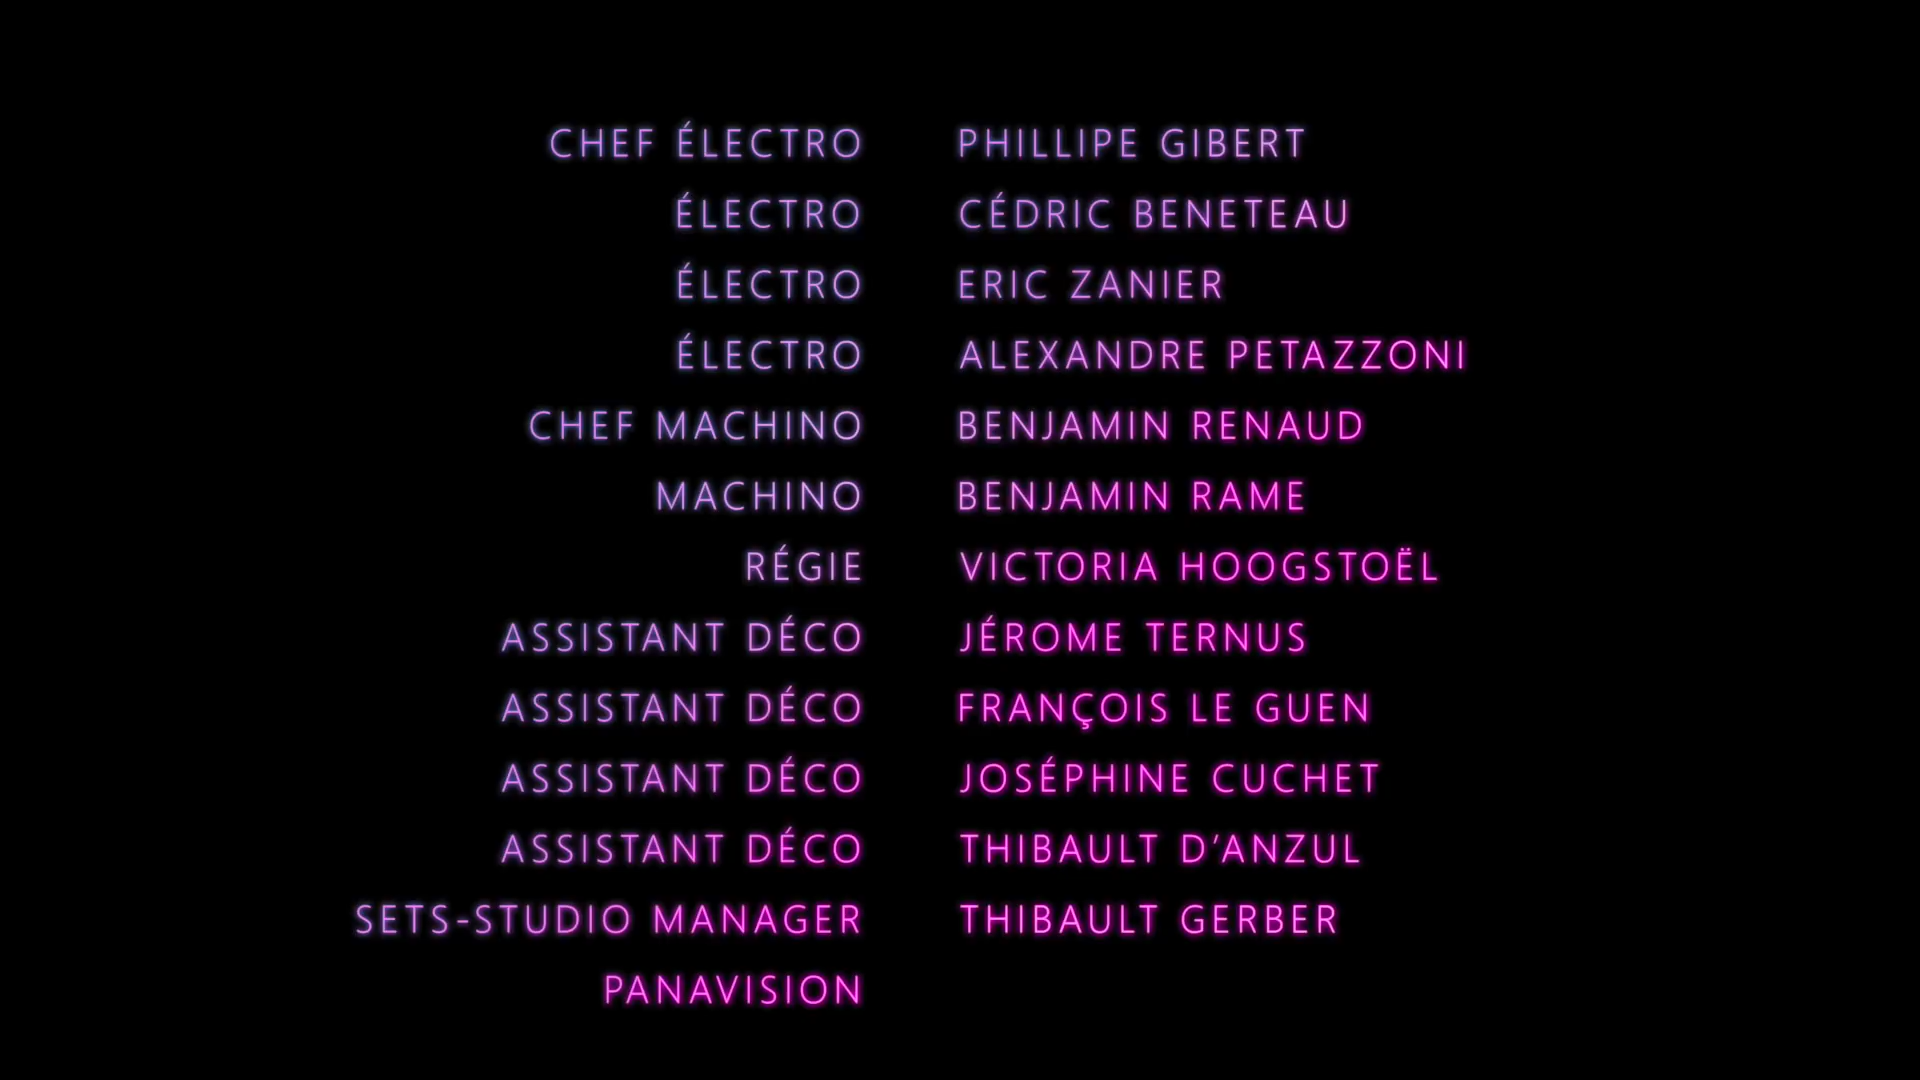 CHEF ÉLECTRO PHILLIPE GIBERT
ÉLECTRO CÉDRIC BENETEAU
ÉLECTRO ERIC ZANIER
ÉLECTRO ALEXANDRE PETAZZONI
CHEF MACHINO BENJAMIN RENAUD
MACHINO BENJAMIN RAME
RÉGIE VICTORIA HOOGSTOËL
ASSISTANT DÉCO JÉROME TERNUS
ASSISTANT DÉCO FRANÇOIS LE GUEN
ASSISTANT DÉCO JOSÉPHINE CUCHET
ASSISTANT DÉCO THIBAULT D’ANZUL
SETS-STUDIO MANAGER THIBAULT GERBER
PANAVISION